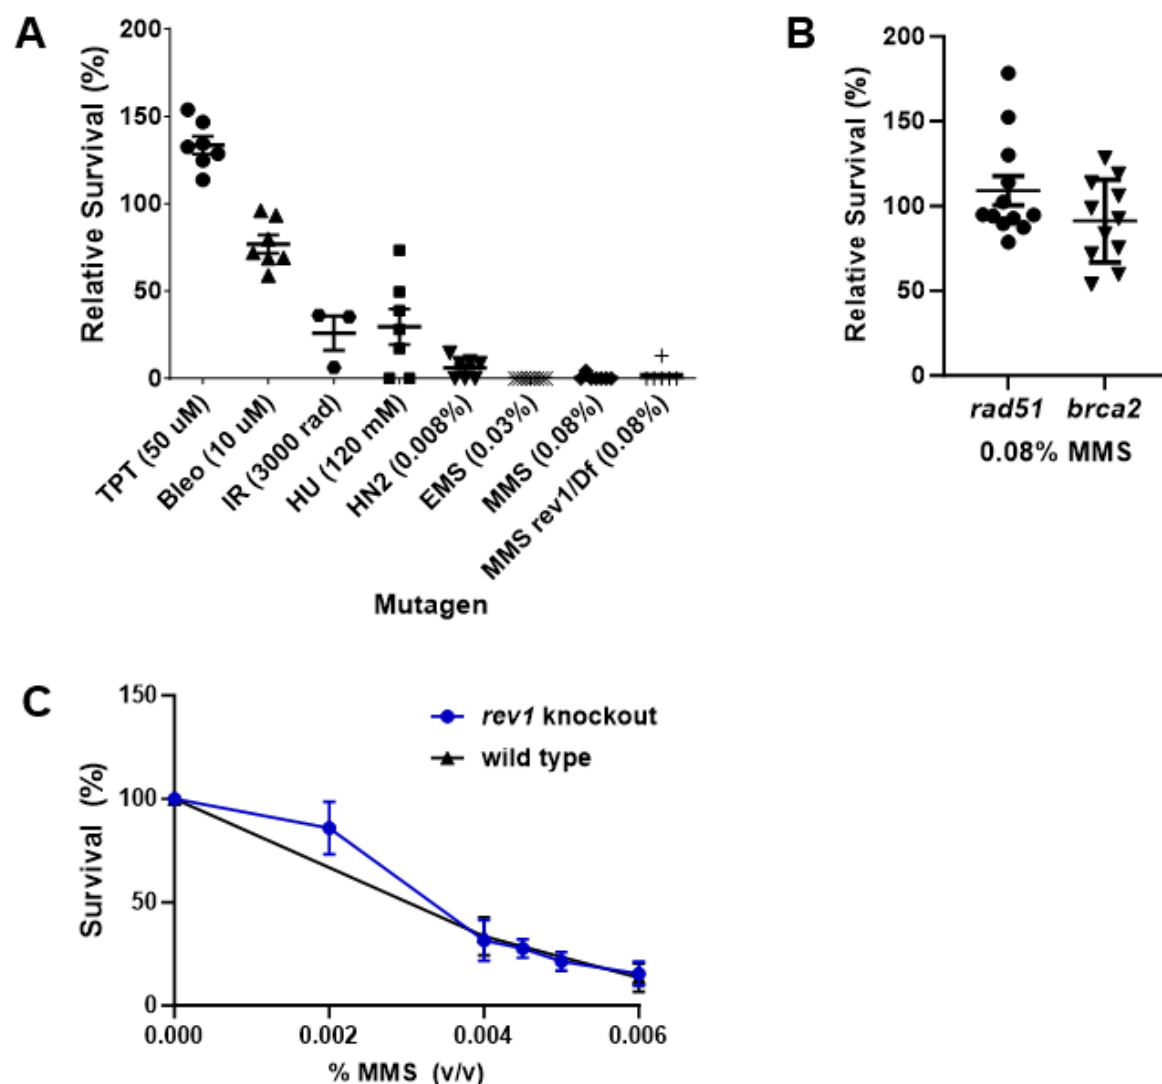 A
Relative Survival (%)
200
150
100
50
0
TPT (50 uM)
Bleo (10 uM)
IR (3000 rad)
HU (120 mM)
HN2 (0.008%)
EMS (0.03%)
MMS (0.08%)
MMS rev1/Df (0.08%)
Mutagen
B
Relative Survival (%)
200
150
100
50
0
rad51 brca2
0.08% MMS
C
Survival (%)
150
100
50
0
rev1 knockout
wild type
0.000 0.002 0.004 0.006
% MMS (v/v)